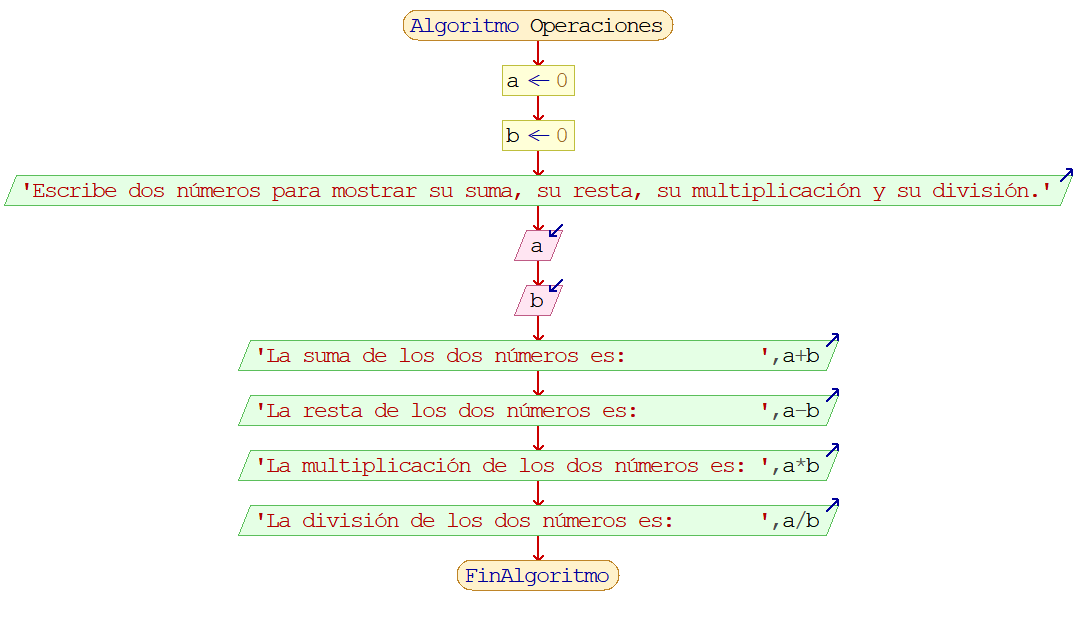 Algoritmo Operaciones
a ← 0
b ← 0
'Escribe dos números para mostrar su suma, su resta, su multiplicación y su división.'
a
b
'La suma de los dos números es:           ',a+b
'La resta de los dos números es:          ',a-b
'La multiplicación de los dos números es: ',a*b
'La división de los dos números es:       ',a/b
FinAlgoritmo